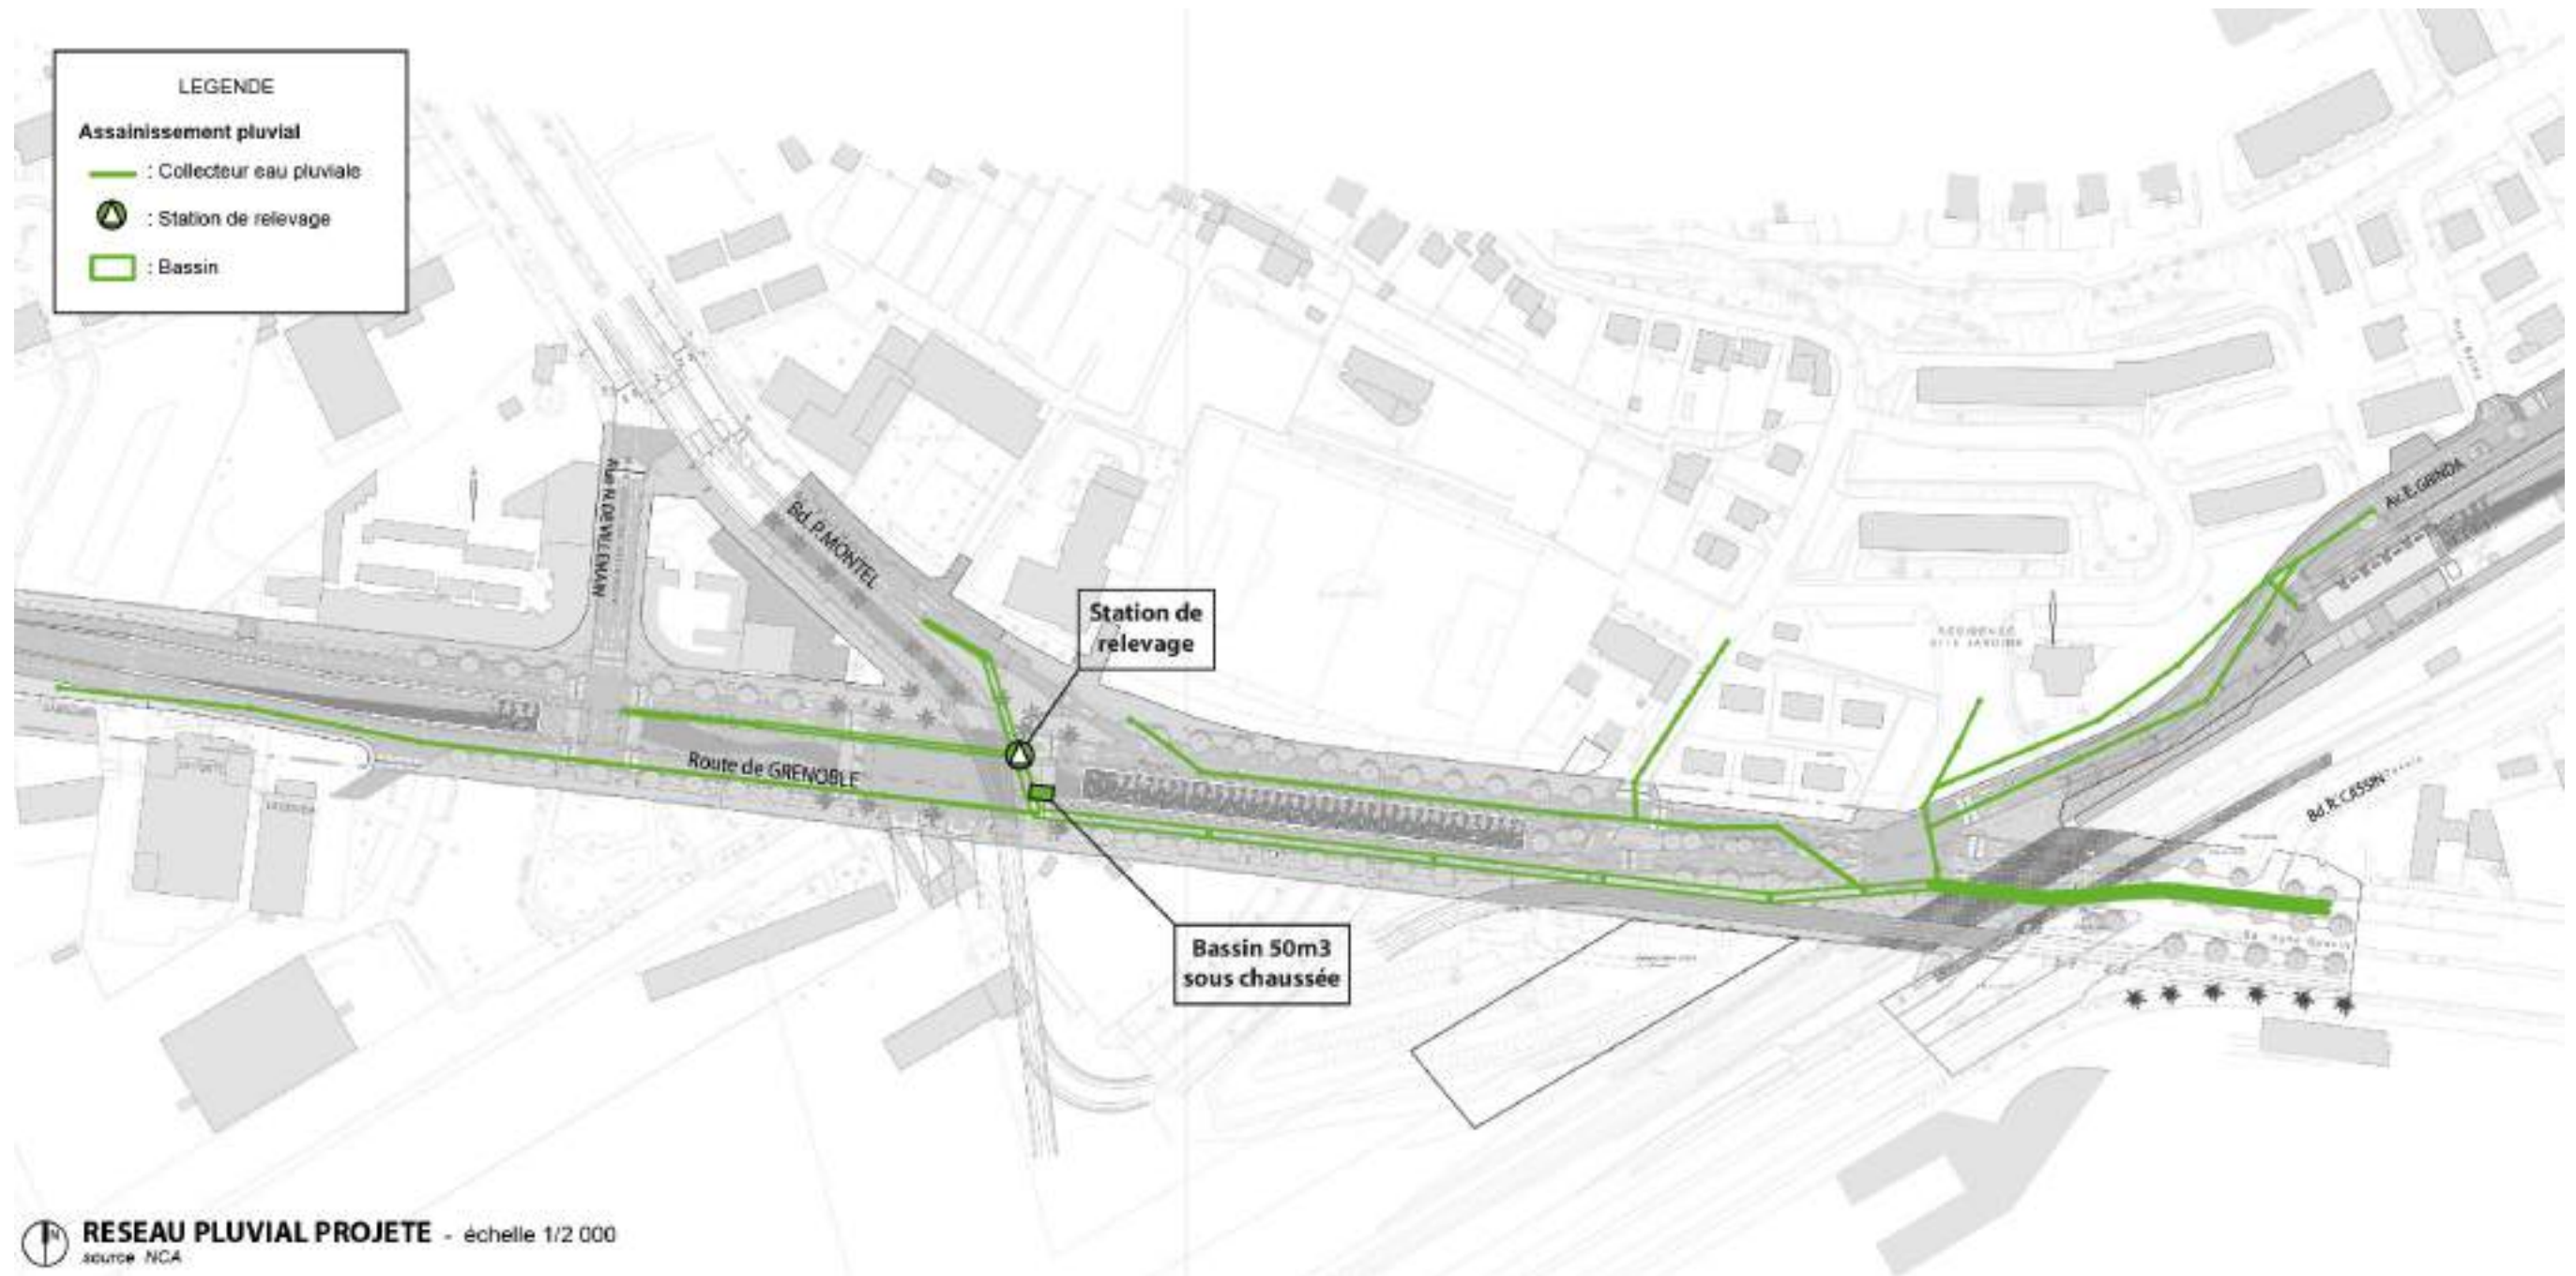 LEGENDE
Assainissement pluvial
: Collecteur eau pluviale
: Station de relevage
: Bassin
Bd. P.MONTEL
Av. E. GRINDA
Station de
relevage
Route de GRENOBLE
Bd. R. CASSIN
Bassin 50m3
sous chaussée
N
RESEAU PLUVIAL PROJETE - échelle 1/2 000
source NCA